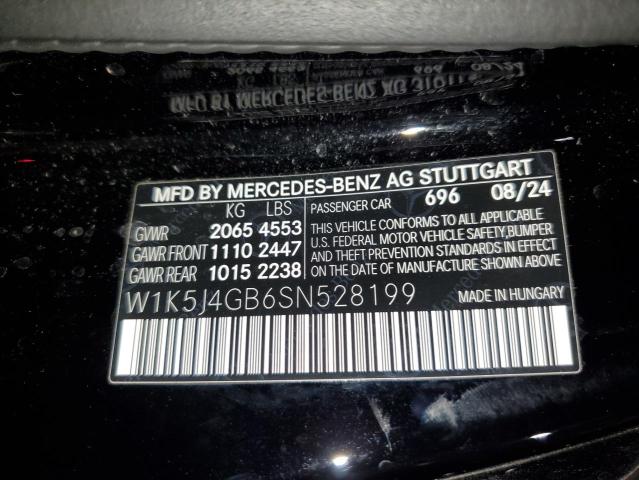 MFD BY MERCEDES-BENZ AG STUTTGART
KG LBS PASSENGER CAR 696 08/24
GVWR 2065 4553
GAWR FRONT 1110 2447
GAWR REAR 1015 2238
THIS VEHICLE CONFORMS TO ALL APPLICABLE
U.S. FEDERAL MOTOR VEHICLE SAFETY,BUMPER
AND THEFT PREVENTION STANDARDS IN EFFECT
ON THE DATE OF MANUFACTURE SHOWN ABOVE.
W1K5J4GB6SN528199 MADE IN HUNGARY